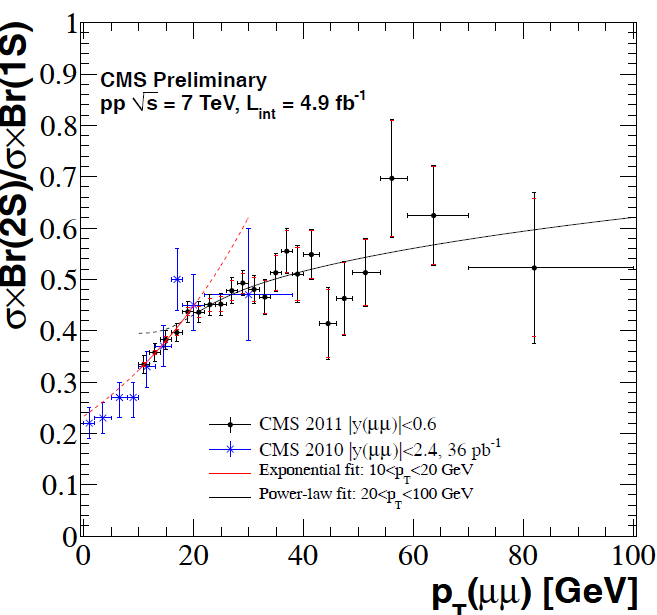 1
0.9
0.8
0.7
0.6
0.5
0.4
0.3
0.2
0.1
0
σ×Br(2S)/σ×Br(1S)
CMS Preliminary
pp √s = 7 TeV, L_int = 4.9 fb⁻¹
CMS 2011 |y(μμ)|<0.6
CMS 2010 |y(μμ)|<2.4, 36 pb⁻¹
Exponential fit: 10<p_T<20 GeV
Power-law fit: 20<p_T<100 GeV
0 20 40 60 80 100
p_T(μμ) [GeV]